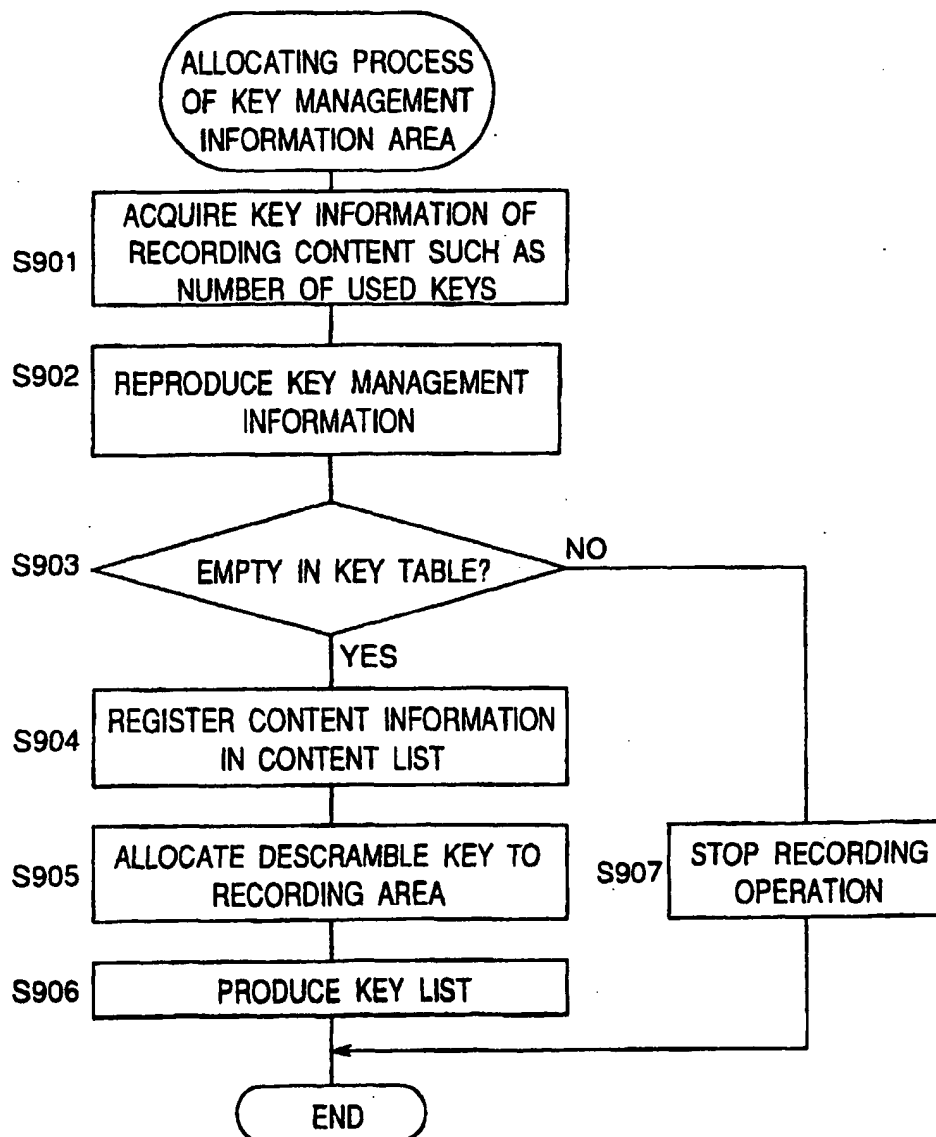 ALLOCATING PROCESS
OF KEY MANAGEMENT
INFORMATION AREA
S901
ACQUIRE KEY INFORMATION OF
RECORDING CONTENT SUCH AS
NUMBER OF USED KEYS
S902
REPRODUCE KEY MANAGEMENT
INFORMATION
S903
EMPTY IN KEY TABLE?
NO
YES
S904
REGISTER CONTENT INFORMATION
IN CONTENT LIST
S905
ALLOCATE DESCRAMBLE KEY TO
RECORDING AREA
S907
STOP RECORDING
OPERATION
S906
PRODUCE KEY LIST
END